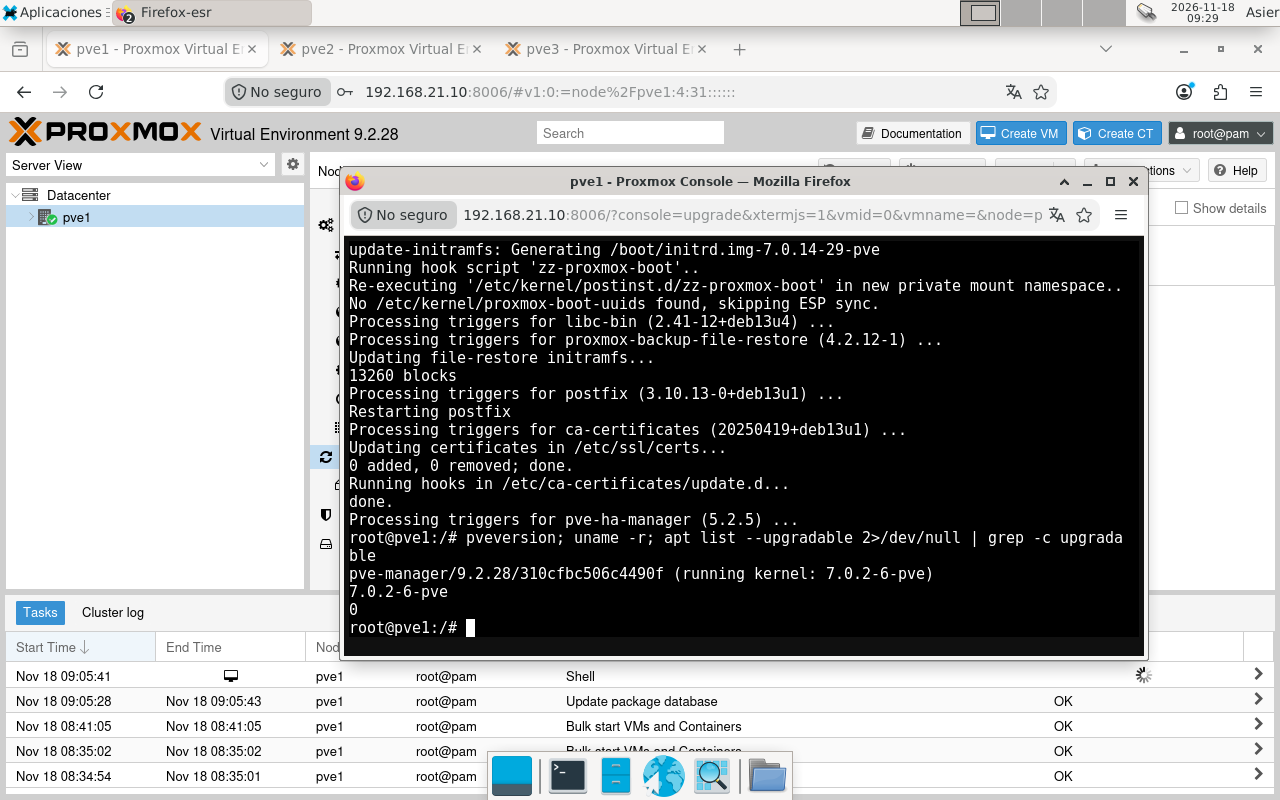 Aplicaciones
2
Firefox-esr
2026-11-18
09:29
Asier
pve1 - Proxmox Virtual E
pve2 - Proxmox Virtual E
pve3 - Proxmox Virtual E
No seguro
192.168.21.10:8006/#v1:0:=node%2Fpve1:4:31::::::
PROXMOX
Virtual Environment 9.2.28
Search
Documentation
Create VM
Create CT
root@pam
Server View
Help
Datacenter
pve1
Show details
pve1 - Proxmox Console — Mozilla Firefox
No seguro
192.168.21.10:8006/?console=upgrade&xtermjs=1&vmid=0&vmname=&node=p
update-initramfs: Generating /boot/initrd.img-7.0.14-29-pve
Running hook script 'zz-proxmox-boot'..
Re-executing '/etc/kernel/postinst.d/zz-proxmox-boot' in new private mount namespace..
No /etc/kernel/proxmox-boot-uuids found, skipping ESP sync.
Processing triggers for libc-bin (2.41-12+deb13u4) ...
Processing triggers for proxmox-backup-file-restore (4.2.12-1) ...
Updating file-restore initramfs...
13260 blocks
Processing triggers for postfix (3.10.13-0+deb13u1) ...
Restarting postfix
Processing triggers for ca-certificates (20250419+deb13u1) ...
Updating certificates in /etc/ssl/certs...
0 added, 0 removed; done.
Running hooks in /etc/ca-certificates/update.d...
done.
Processing triggers for pve-ha-manager (5.2.5) ...
root@pve1:/# pveversion; uname -r; apt list --upgradable 2>/dev/null | grep -c upgrada
ble
pve-manager/9.2.28/310cfbc506c4490f (running kernel: 7.0.2-6-pve)
7.0.2-6-pve
0
root@pve1:/#
Tasks
Cluster log
Start Time
End Time
Nod
Nov 18 09:05:41
pve1
root@pam
Shell
Nov 18 09:05:28
Nov 18 09:05:43
pve1
root@pam
Update package database
OK
Nov 18 08:41:05
Nov 18 08:41:05
pve1
root@pam
Bulk start VMs and Containers
OK
Nov 18 08:35:02
Nov 18 08:35:02
pve1
root@pam
Bulk start VMs and Containers
OK
Nov 18 08:34:54
Nov 18 08:35:01
pve1
root@pam
OK